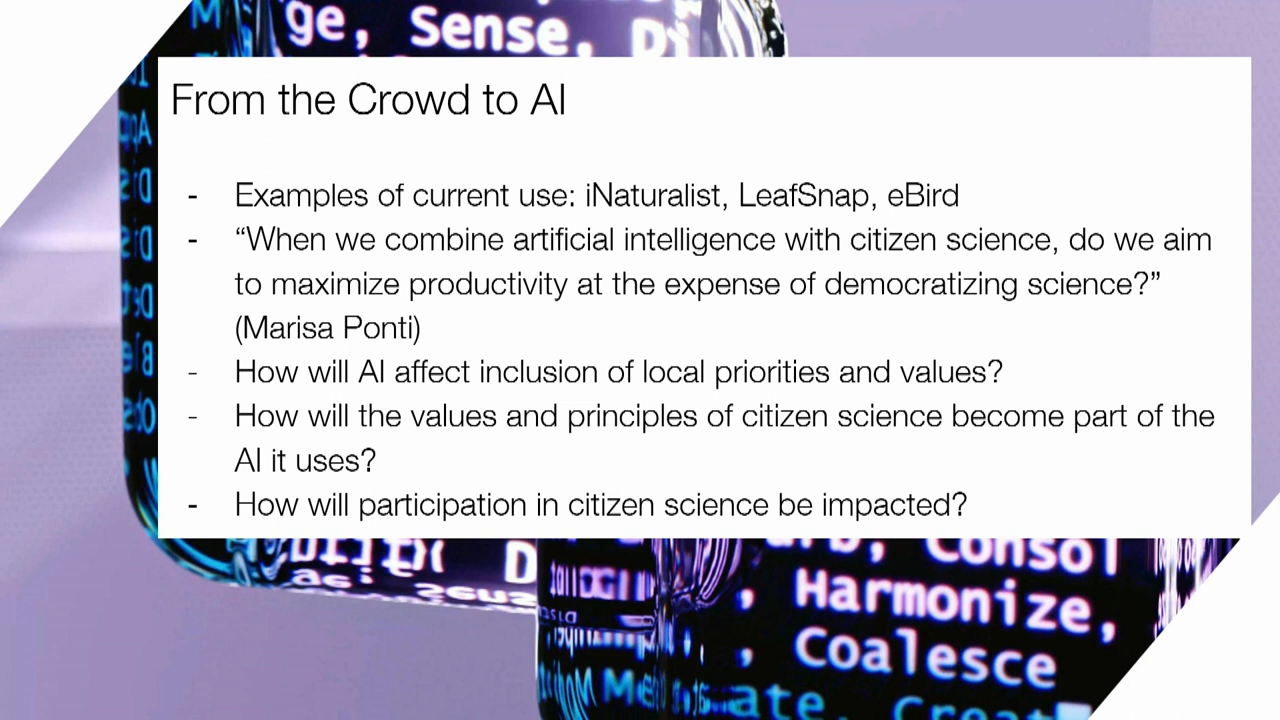 ge, Sense,
From the Crowd to AI
- Examples of current use: iNaturalist, LeafSnap, eBird
- “When we combine artificial intelligence with citizen science, do we aim
to maximize productivity at the expense of democratizing science?”
(Marisa Ponti)
- How will AI affect inclusion of local priorities and values?
- How will the values and principles of citizen science become part of the
AI it uses?
- How will participation in citizen science be impacted?
, Consol
, Harmonize,
, Coalesce